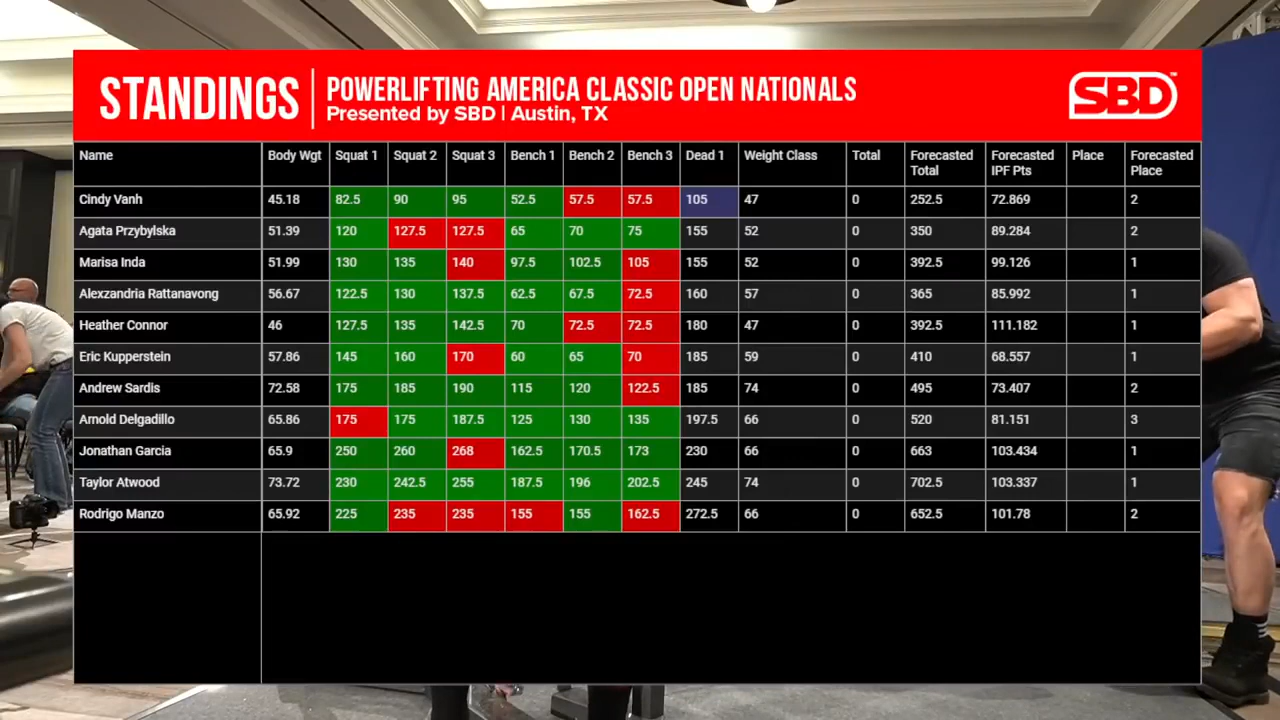 STANDINGS
POWERLIFTING AMERICA CLASSIC OPEN NATIONALS
Presented by SBD | Austin, TX
SBD™
Name Body Wgt Squat 1 Squat 2 Squat 3 Bench 1 Bench 2 Bench 3 Dead 1 Weight Class Total Forecasted Total Forecasted IPF Pts Place Forecasted Place
Cindy Vanh 45.18 82.5 90 95 52.5 57.5 57.5 105 47 0 252.5 72.869 2
Agata Przybylska 51.39 120 127.5 127.5 65 70 75 155 52 0 350 89.284 2
Marisa Inda 51.99 130 135 140 97.5 102.5 105 155 52 0 392.5 99.126 1
Alexzandria Rattanavong 56.67 122.5 130 137.5 62.5 67.5 72.5 160 57 0 365 85.992 1
Heather Connor 46 127.5 135 142.5 70 72.5 72.5 180 47 0 392.5 111.182 1
Eric Kupperstein 57.86 145 160 170 60 65 70 185 59 0 410 68.557 1
Andrew Sardis 72.58 175 185 190 115 120 122.5 185 74 0 495 73.407 2
Arnold Delgadillo 65.86 175 175 187.5 125 130 135 197.5 66 0 520 81.151 3
Jonathan Garcia 65.9 250 260 268 162.5 170.5 173 230 66 0 663 103.434 1
Taylor Atwood 73.72 230 242.5 255 187.5 196 202.5 245 74 0 702.5 103.337 1
Rodrigo Manzo 65.92 225 235 235 155 155 162.5 272.5 66 0 652.5 101.78 2